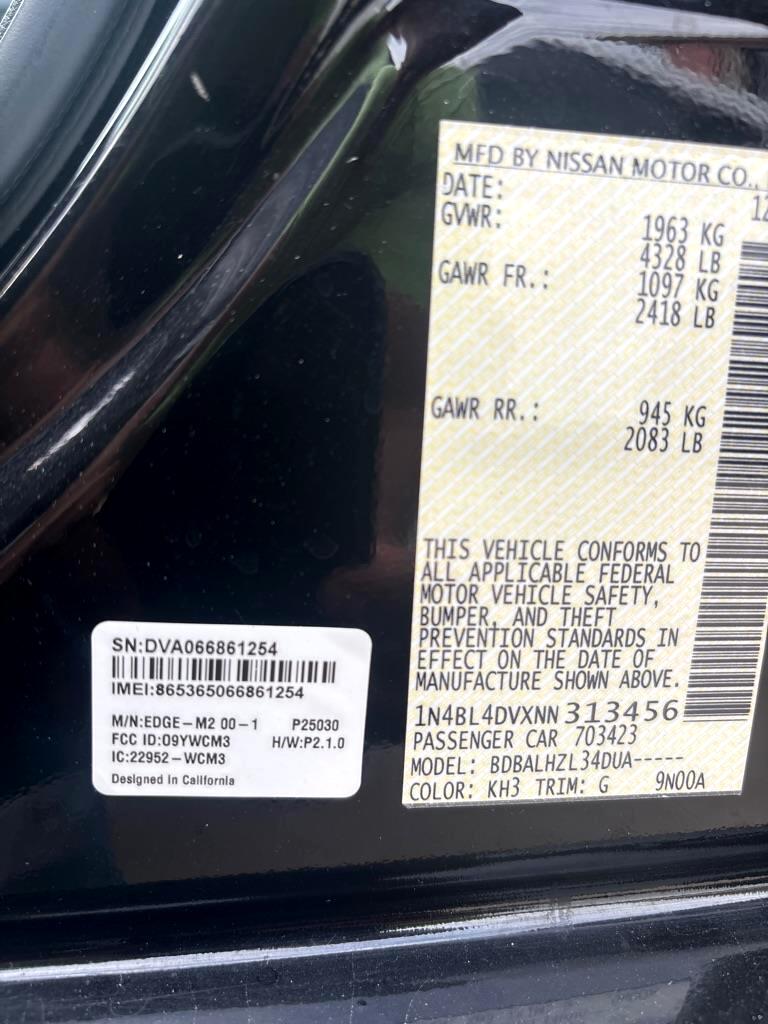 MFD BY NISSAN MOTOR CO.,
DATE: 12
GVWR: 1963 KG
4328 LB
GAWR FR.: 1097 KG
2418 LB
GAWR RR.: 945 KG
2083 LB
THIS VEHICLE CONFORMS TO
ALL APPLICABLE FEDERAL
MOTOR VEHICLE SAFETY,
BUMPER, AND THEFT
PREVENTION STANDARDS IN
EFFECT ON THE DATE OF
MANUFACTURE SHOWN ABOVE.
1N4BL4DVXNN313456
PASSENGER CAR 703423
MODEL: BDBALHZL34DUA-----
COLOR: KH3 TRIM: G 9N00A
SN:DVA066861254
IMEI:865365066861254
M/N:EDGE-M2 00-1 P25030
FCC ID:O9YWCM3 H/W:P2.1.0
IC:22952-WCM3
Designed in California